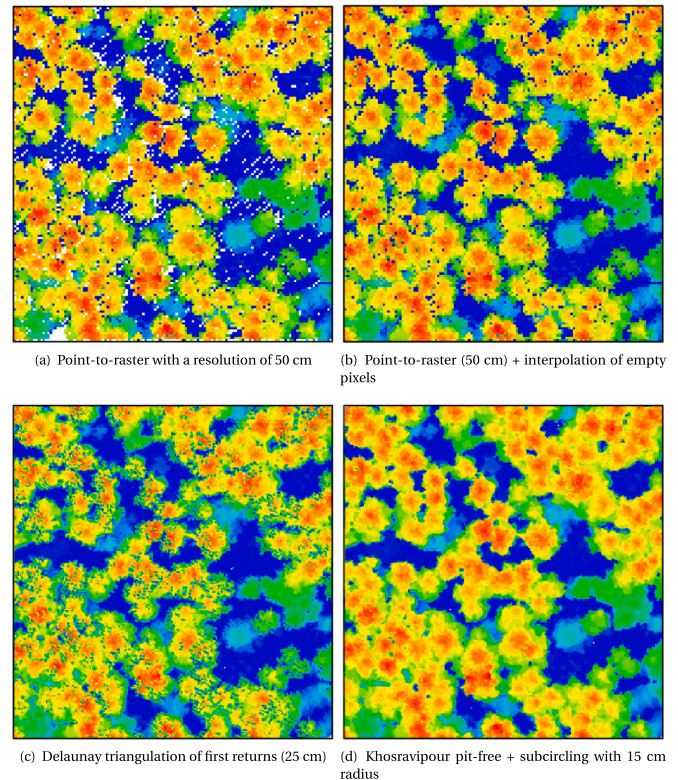 (a) Point-to-raster with a resolution of 50 cm
(b) Point-to-raster (50 cm) + interpolation of empty
pixels
(c) Delaunay triangulation of first returns (25 cm)
(d) Khosravipour pit-free + subcircling with 15 cm
radius